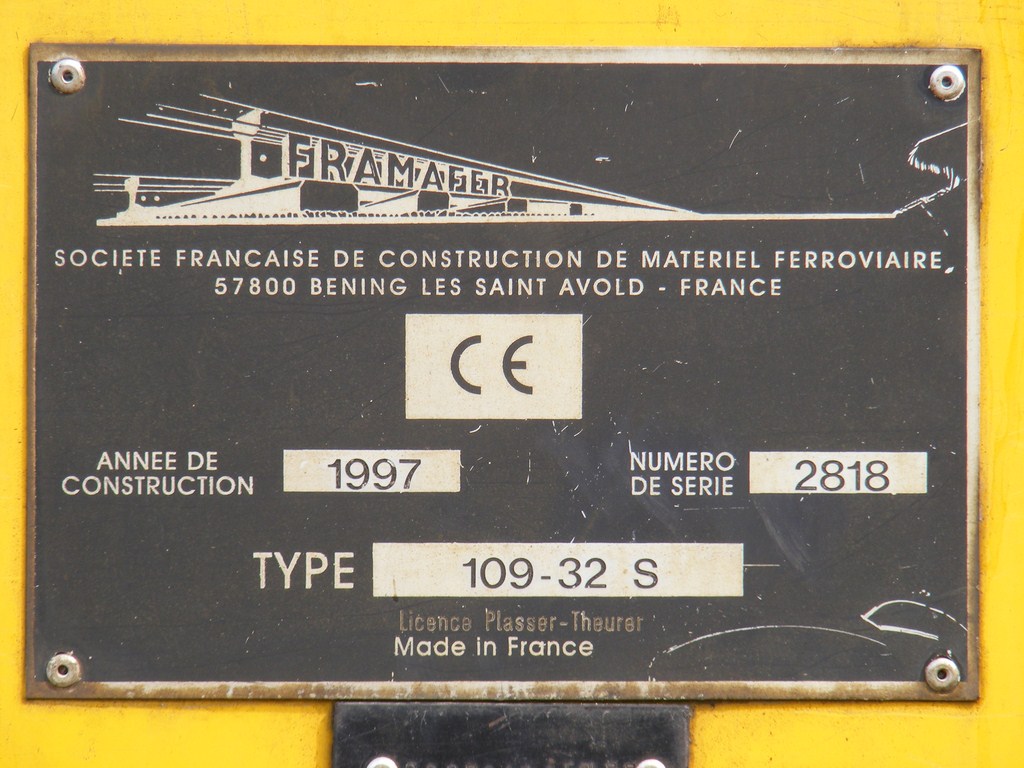 FRAMAFER
SOCIETE FRANCAISE DE CONSTRUCTION DE MATERIEL FERROVIAIRE
57800 BENING LES SAINT AVOLD - FRANCE
CE
ANNEE DE
CONSTRUCTION
1997
NUMERO
DE SERIE
2818
TYPE 109-32 S
Licence Plasser-Theurer
Made in France